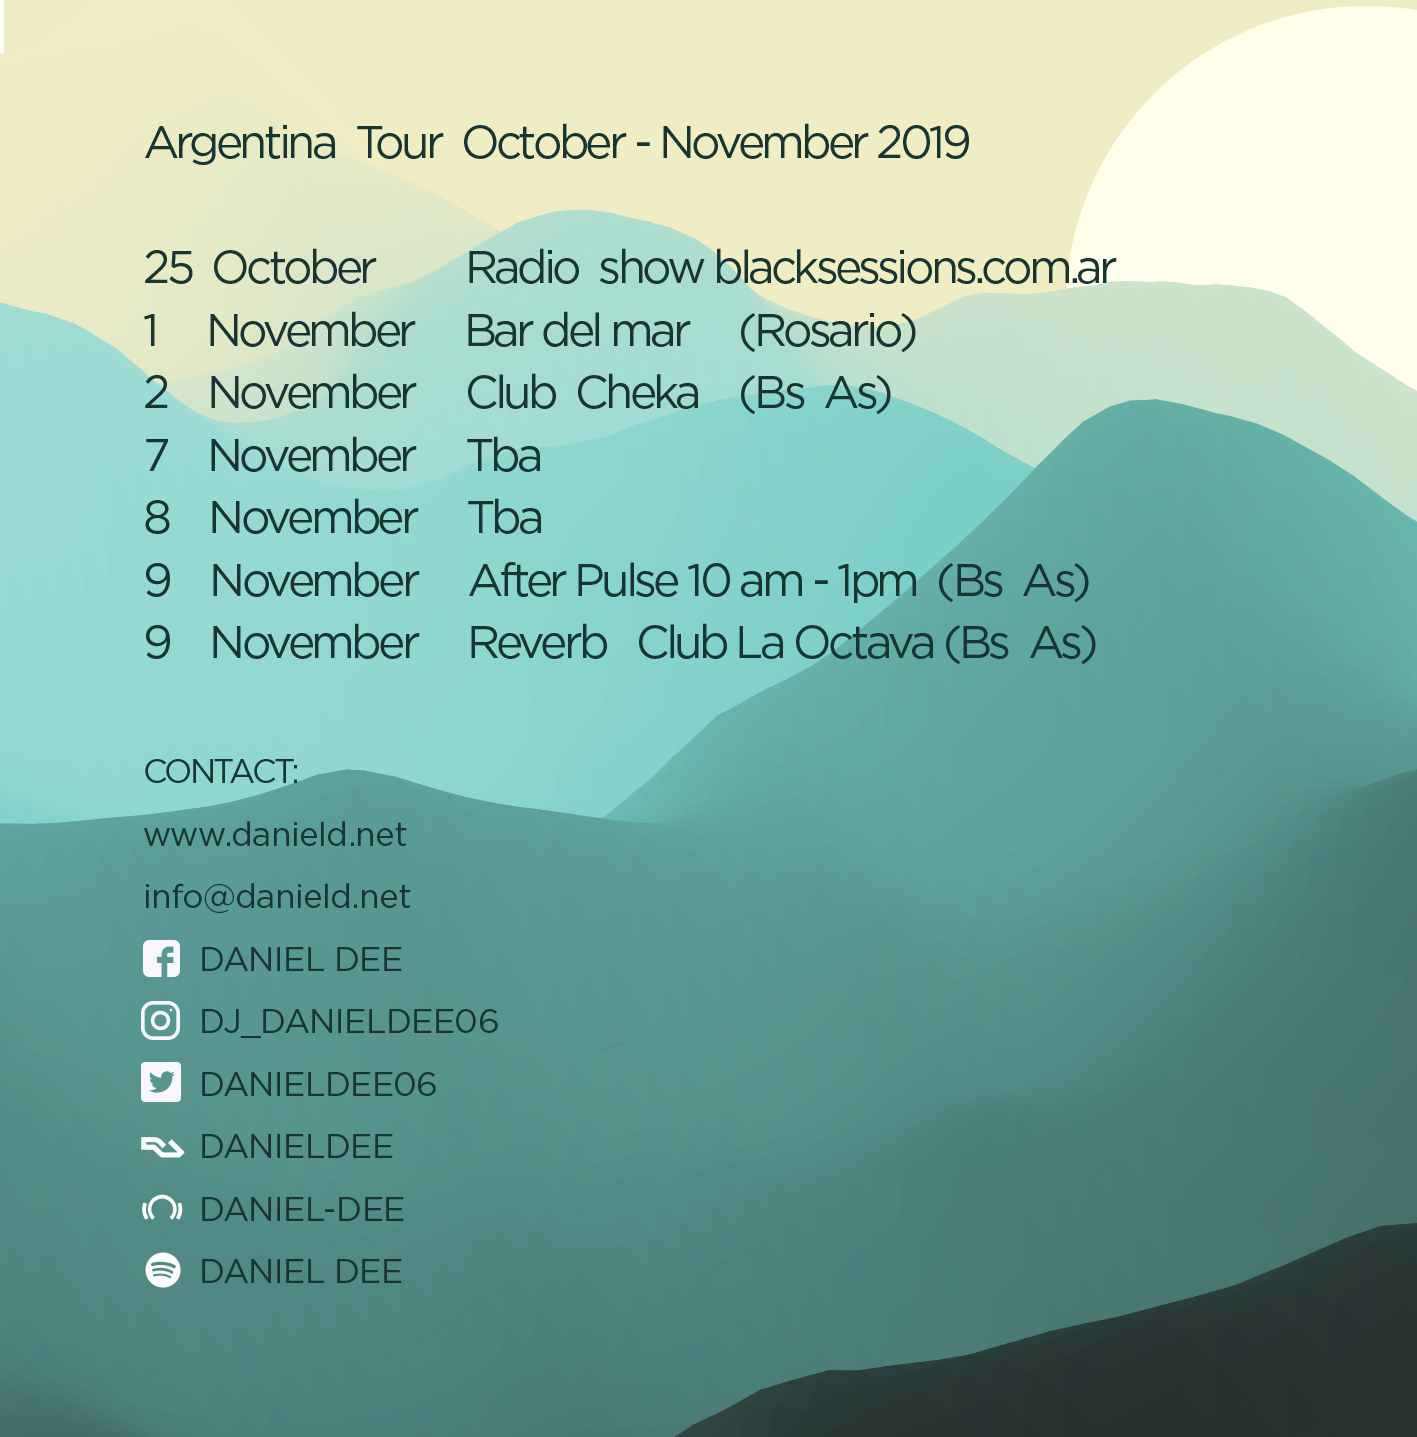 Argentina Tour October - November 2019
25 October Radio show blacksessions.com.ar
1 November Bar del mar (Rosario)
2 November Club Cheka (Bs As)
7 November Tba
8 November Tba
9 November After Pulse 10 am - 1pm (Bs As)
9 November Reverb Club La Octava (Bs As)
CONTACT:
www.danield.net
info@danield.net
DANIEL DEE
DJ_DANIELDEE06
DANIELDEE06
DANIELDEE
DANIEL-DEE
DANIEL DEE